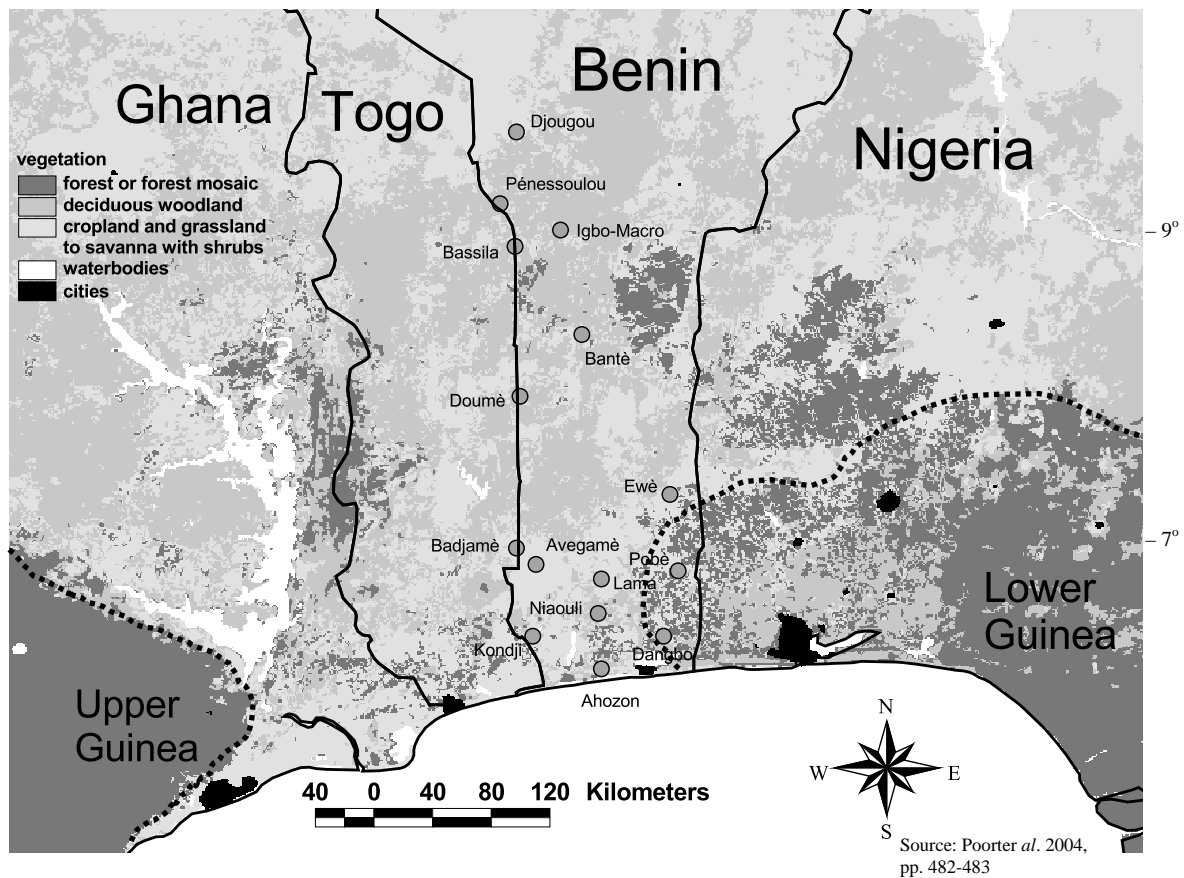 Benin
Ghana
Togo
Nigeria
Djougou
vegetation
forest or forest mosaic
deciduous woodland
cropland and grassland
to savanna with shrubs
waterbodies
cities
Pénessoulou
Igbo-Macro
Bassila
9º
Bantè
Doumè
Ewè
Badjamè
Avegamè
Pobè
7º
Lama
Niaouli
Kondji
Dangbo
Ahozon
Lower
Guinea
Upper
Guinea
N
W
E
S
40 0 40 80 120 Kilometers
Source: Poorter al. 2004,
pp. 482-483